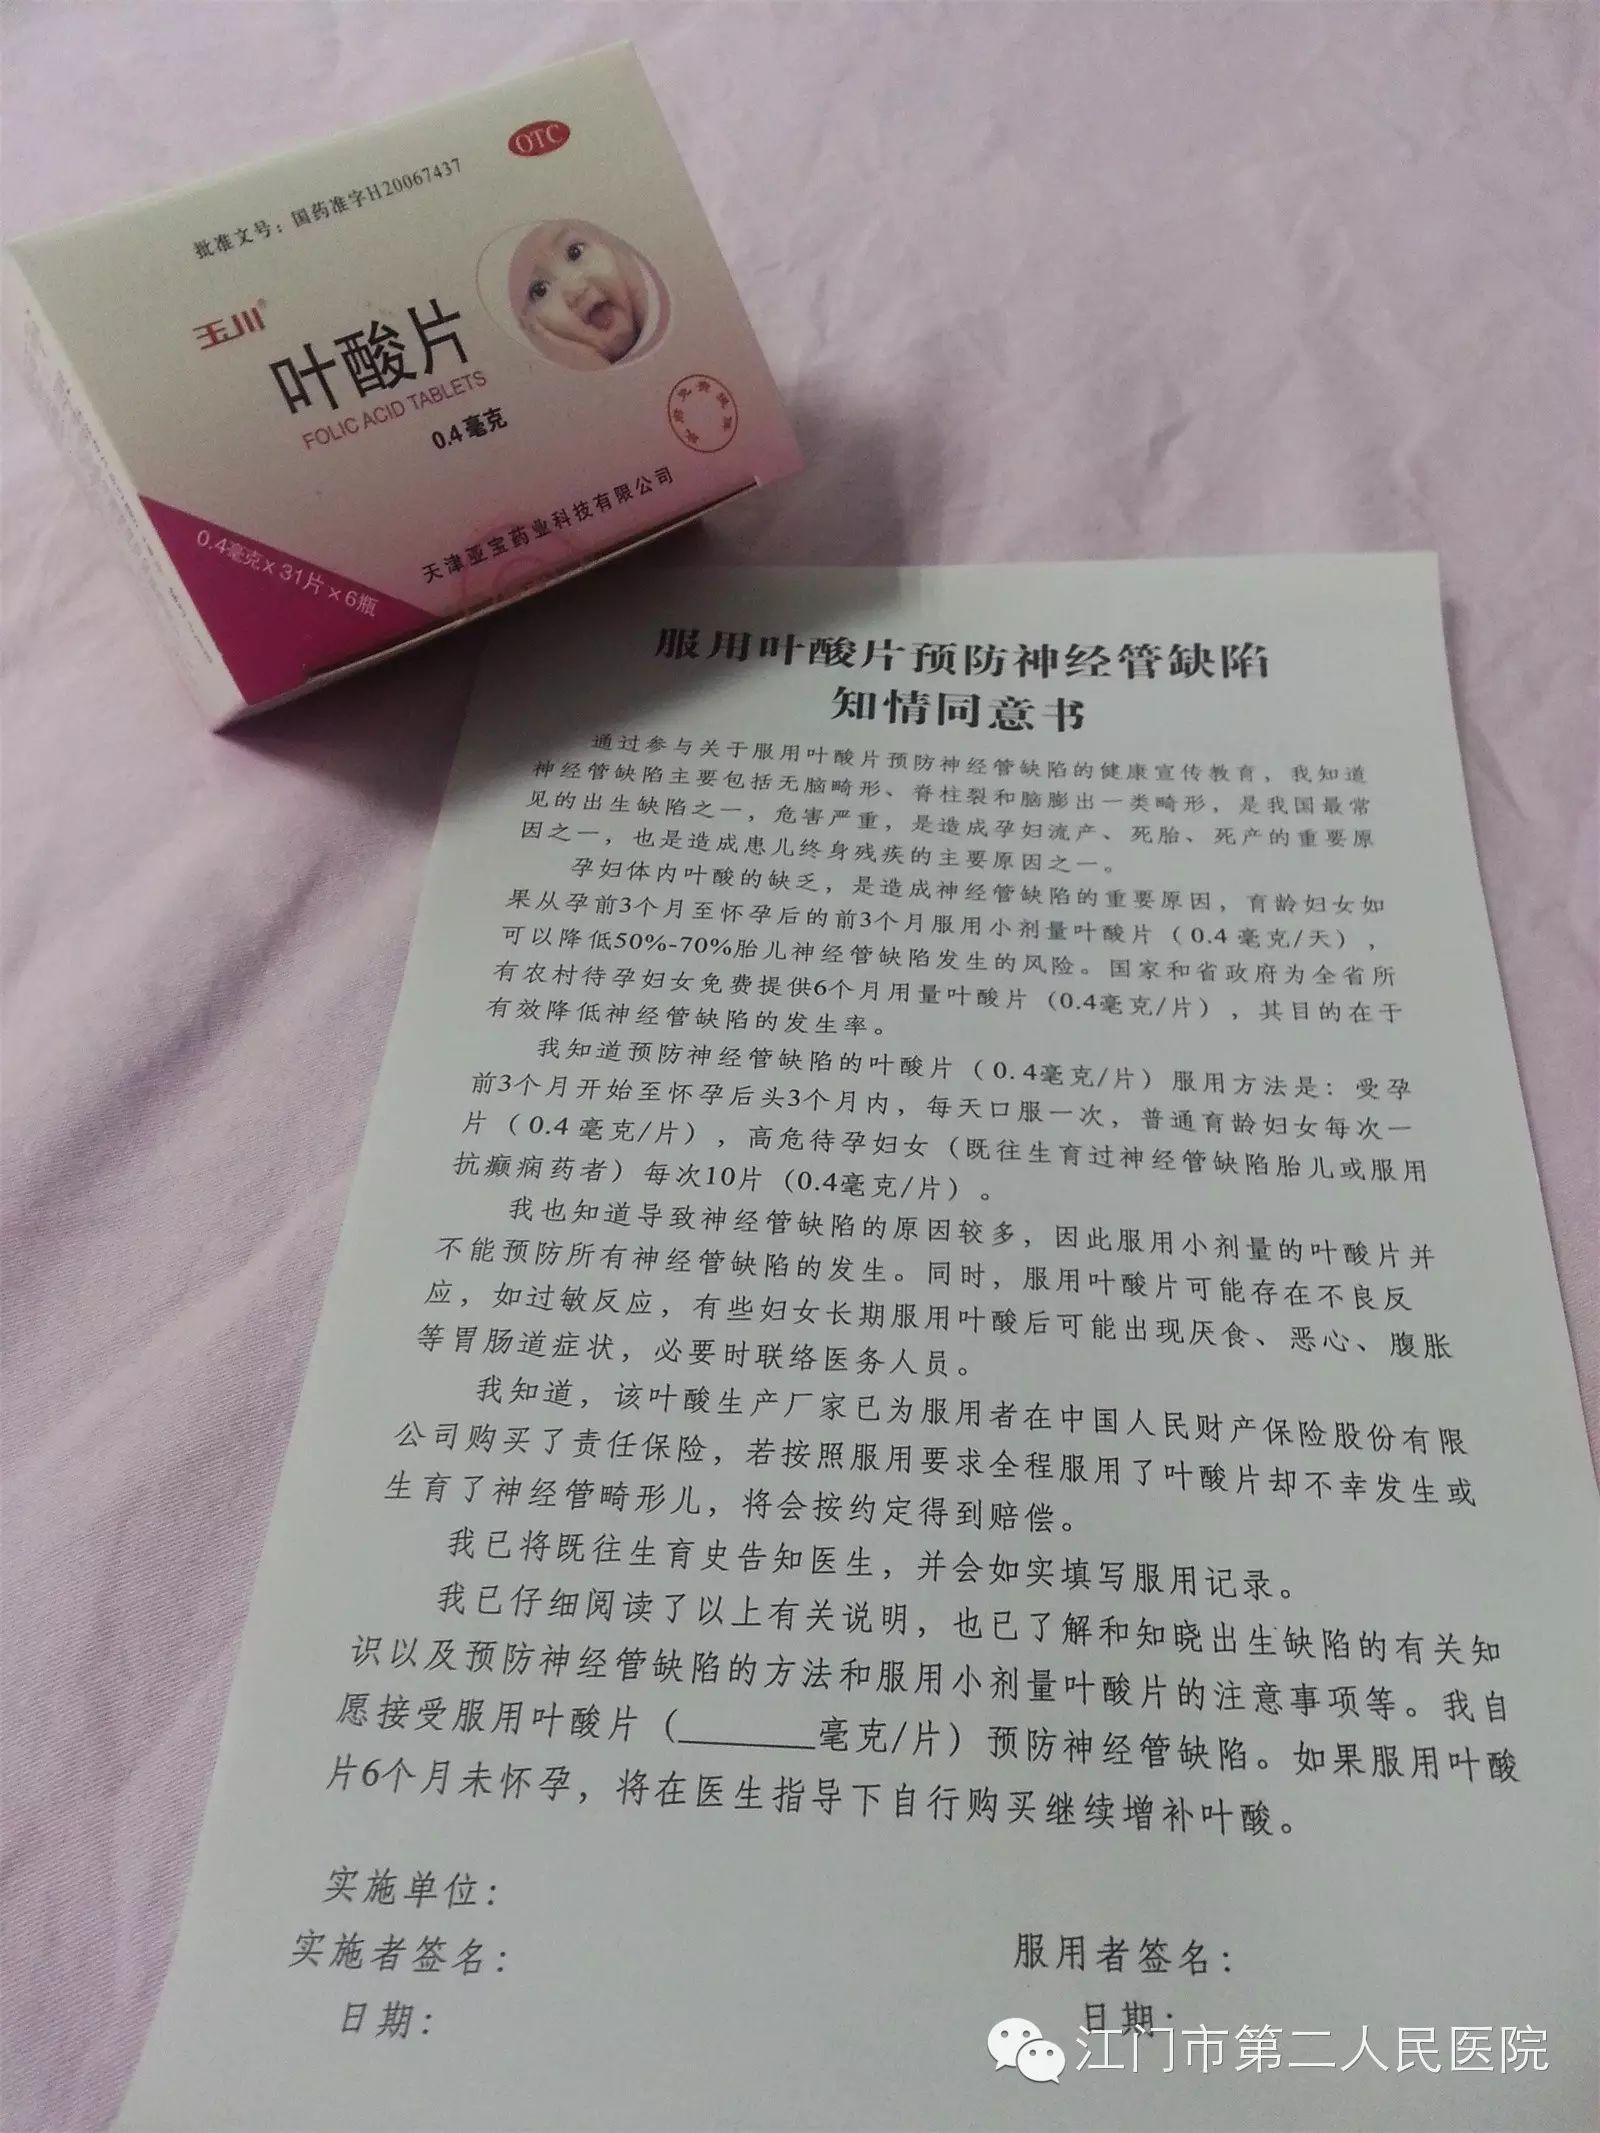 OTC
批准文号：国药准字H20067437
玉川®
叶酸片
FOLIC ACID TABLETS
0.4毫克
天津亚宝药业科技有限公司
0.4毫克x 31片 x 6瓶
服用叶酸片预防神经管缺陷
知情同意书
通过参与关于服用叶酸片预防神经管缺陷的健康宣传教育，我知道
神经管缺陷主要包括无脑畸形、脊柱裂和脑膨出一类畸形，是我国最常
见的出生缺陷之一，危害严重，是造成孕妇流产、死胎、死产的重要原
因之一，也是造成患儿终身残疾的主要原因之一。
孕妇体内叶酸的缺乏，是造成神经管缺陷的重要原因，育龄妇女如
果从孕前3个月至怀孕后的前3个月服用小剂量叶酸片（0.4 毫克/天），
可以降低50%-70%胎儿神经管缺陷发生的风险。国家和省政府为全省所
有农村待孕妇女免费提供6个月用量叶酸片（0.4毫克/片），其目的在于
有效降低神经管缺陷的发生率。
我知道预防神经管缺陷的叶酸片（0.4毫克/片）服用方法是：受孕
前3个月开始至怀孕后头3个月内，每天口服一次，普通育龄妇女每次一
片（0.4 毫克/片），高危待孕妇女（既往生育过神经管缺陷胎儿或服用
抗癫痫药者）每次10片（0.4毫克/片）。
我也知道导致神经管缺陷的原因较多，因此服用小剂量的叶酸片并
不能预防所有神经管缺陷的发生。同时，服用叶酸片可能存在不良反
应，如过敏反应，有些妇女长期服用叶酸后可能出现厌食、恶心、腹胀
等胃肠道症状，必要时联络医务人员。
我知道，该叶酸生产厂家已为服用者在中国人民财产保险股份有限
公司购买了责任保险，若按照服用要求全程服用了叶酸片却不幸发生或
生育了神经管畸形儿，将会按约定得到赔偿。
我已将既往生育史告知医生，并会如实填写服用记录。
我已仔细阅读了以上有关说明，也已了解和知晓出生缺陷的有关知
识以及预防神经管缺陷的方法和服用小剂量叶酸片的注意事项等。我自
愿接受服用叶酸片（______毫克/片）预防神经管缺陷。如果服用叶酸
片6个月未怀孕，将在医生指导下自行购买继续增补叶酸。
实施单位：
实施者签名： 服用者签名：
日期： 日期：
江门市第二人民医院